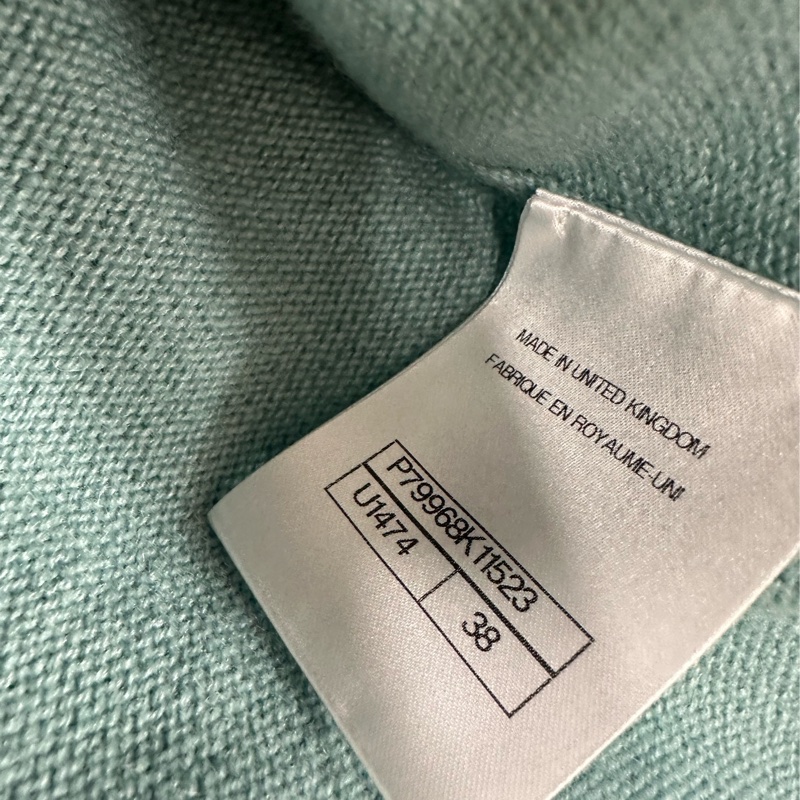 MADE IN UNITED KINGDOM
FABRIQUE EN ROYAUME-UNI
P79968K11523
U1474 38